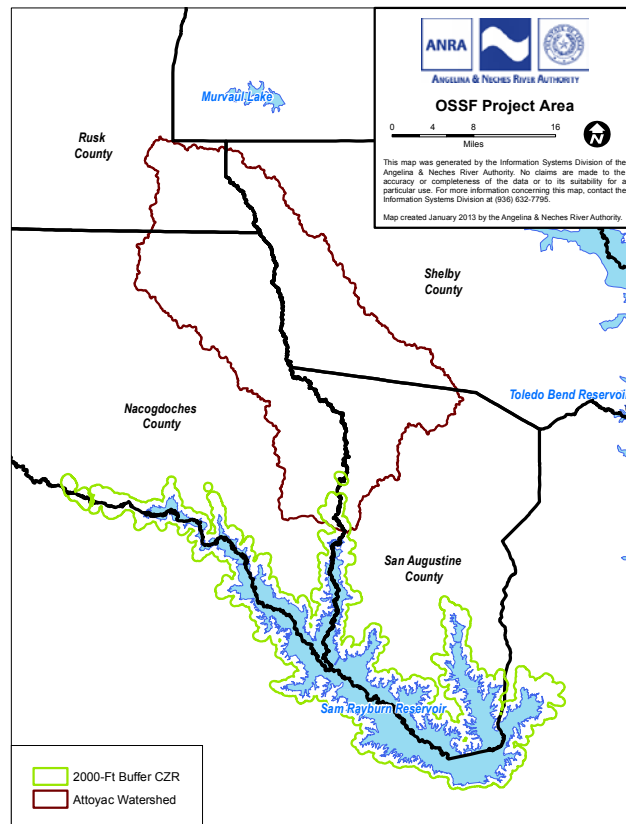 ANRA
ANGELINA & NECHES RIVER AUTHORITY
OSSF Project Area
0 4 8 16
Miles
N
This map was generated by the Information Systems Division of the
Angelina & Neches River Authority. No claims are made to the
accuracy or completeness of the data or to its suitability for a
particular use. For more information concerning this map, contact the
Information Systems Division at (936) 632-7795.
Map created January 2013 by the Angelina & Neches River Authority.
Murvaul Lake
Rusk
County
Shelby
County
Toledo Bend Reservoir
Nacogdoches
County
San Augustine
County
Sam Rayburn Reservoir
2000-Ft Buffer CZR
Attoyac Watershed